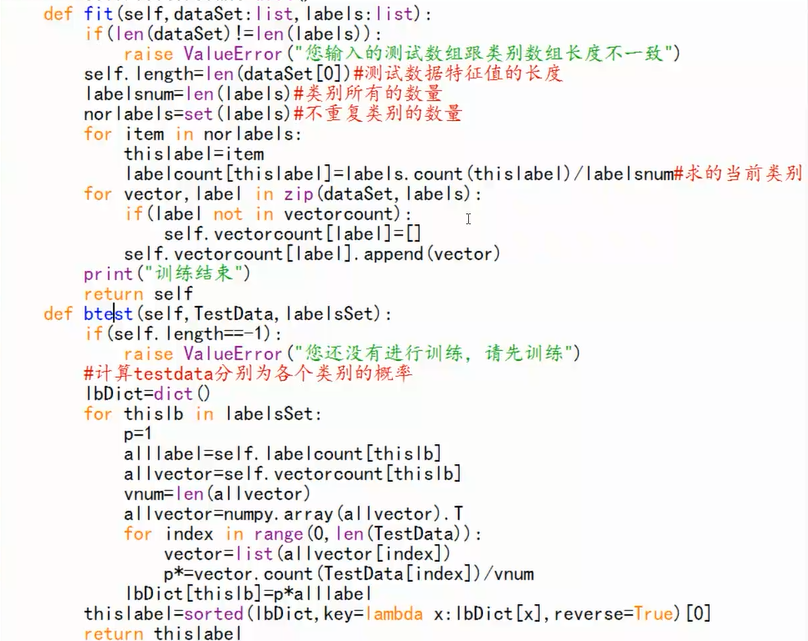 def fit(self,dataSet:list,labels:list):
if(len(dataSet)!=len(labels)):
raise ValueError("您输入的测试数组跟类别数组长度不一致")
self.length=len(dataSet[0])#测试数据特征值的长度
labelsnum=len(labels)#类别所有的数量
norlabels=set(labels)#不重复类别的数量
for item in norlabels:
thislabel=item
labelcount[thislabel]=labels.count(thislabel)/labelsnum#求的当前类别
for vector,label in zip(dataSet,labels):
if(label not in vectorcount):
self.vectorcount[label]=[]
self.vectorcount[label].append(vector)
print("训练结束")
return self
def btest(self,TestData,labelsSet):
if(self.length==-1):
raise ValueError("您还没有进行训练，请先训练")
#计算testdata分别为各个类别的概率
lbDict=dict()
for thislb in labelsSet:
p=1
alllabel=self.labelcount[thislb]
allvector=self.vectorcount[thislb]
vnum=len(allvector)
allvector=numpy.array(allvector).T
for index in range(0,len(TestData)):
vector=list(allvector[index])
p*=vector.count(TestData[index])/vnum
lbDict[thislb]=p*alllabel
thislabel=sorted(lbDict,key=lambda x:lbDict[x],reverse=True)[0]
return thislabel